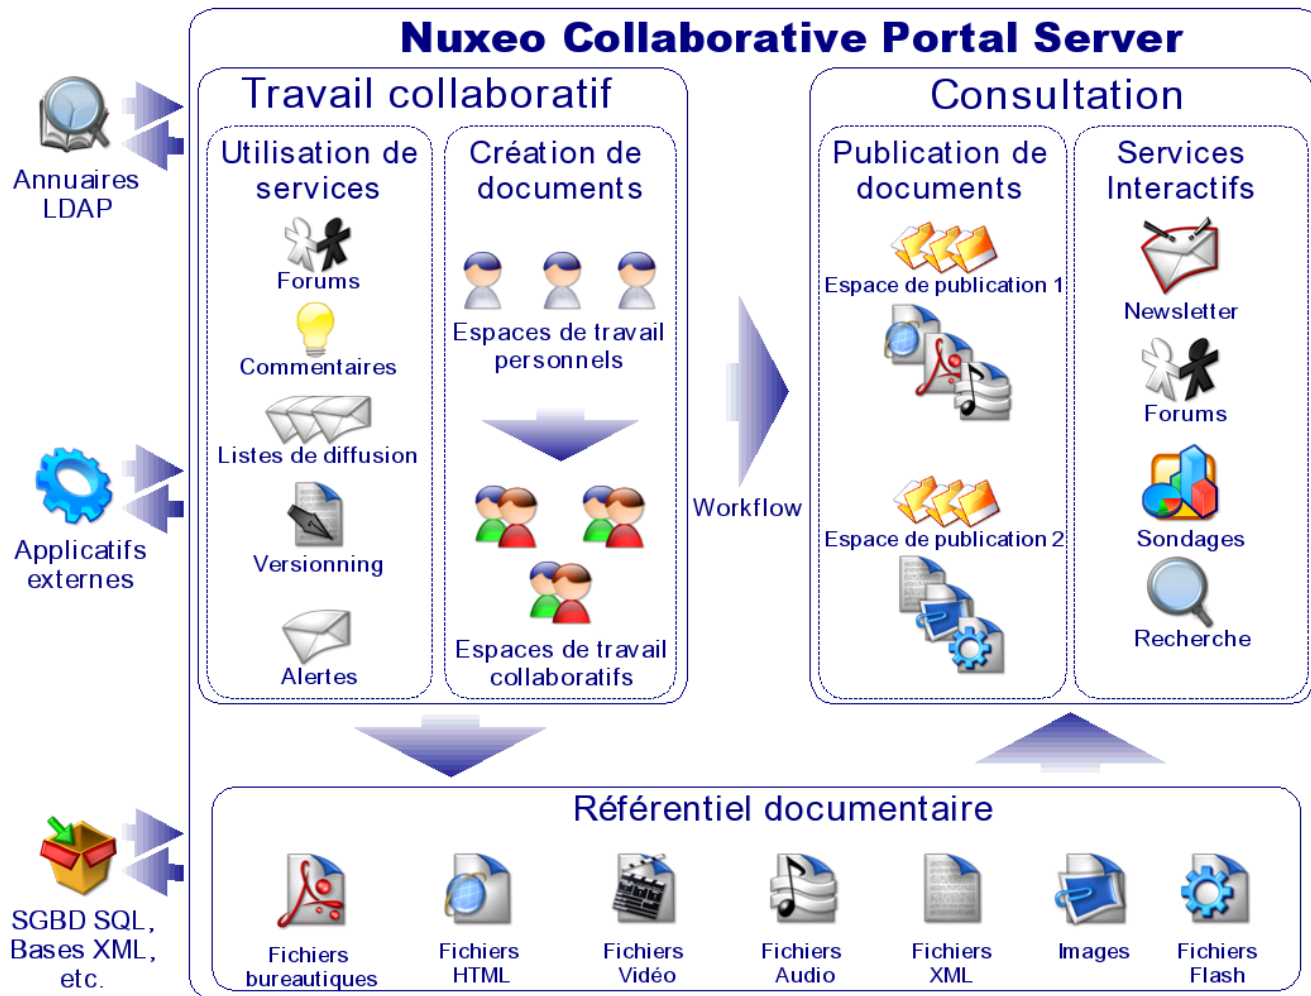 Nuxeo Collaborative Portal Server
Annuaires
LDAP
Applicatifs
externes
SGBD SQL,
Bases XML,
etc.
Travail collaboratif
Utilisation de
services
Forums
Commentaires
Listes de diffusion
Versionning
Alertes
Création de
documents
Espaces de travail
personnels
Espaces de travail
collaboratifs
Workflow
Consultation
Publication de
documents
Espace de publication 1
Espace de publication 2
Services
Interactifs
Newsletter
Forums
Sondages
Recherche
Référentiel documentaire
Fichiers
bureautiques
Fichiers
HTML
Fichiers
Vidéo
Fichiers
Audio
Fichiers
XML
Images
Fichiers
Flash